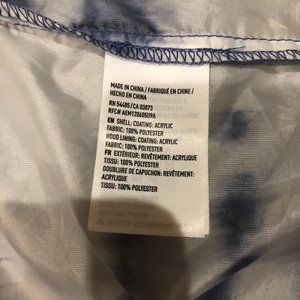 MADE IN CHINA / FABRIQUÉ EN CHINE /
HECHO EN CHINA
RN 54485/CA 03873
RFC# AEM120605U9A
EN SHELL: COATING: ACRYLIC
FABRIC: 100% POLYESTER
HOOD LINING: COATING: ACRYLIC
FABRIC: 100% POLYESTER
FR EXTÉRIEUR: REVÊTEMENT: ACRYLIQUE
TISSU: 100% POLYESTER
DOUBLURE DE CAPUCHON: REVÊTEMENT:
ACRYLIQUE
TISSU: 100% POLYESTER